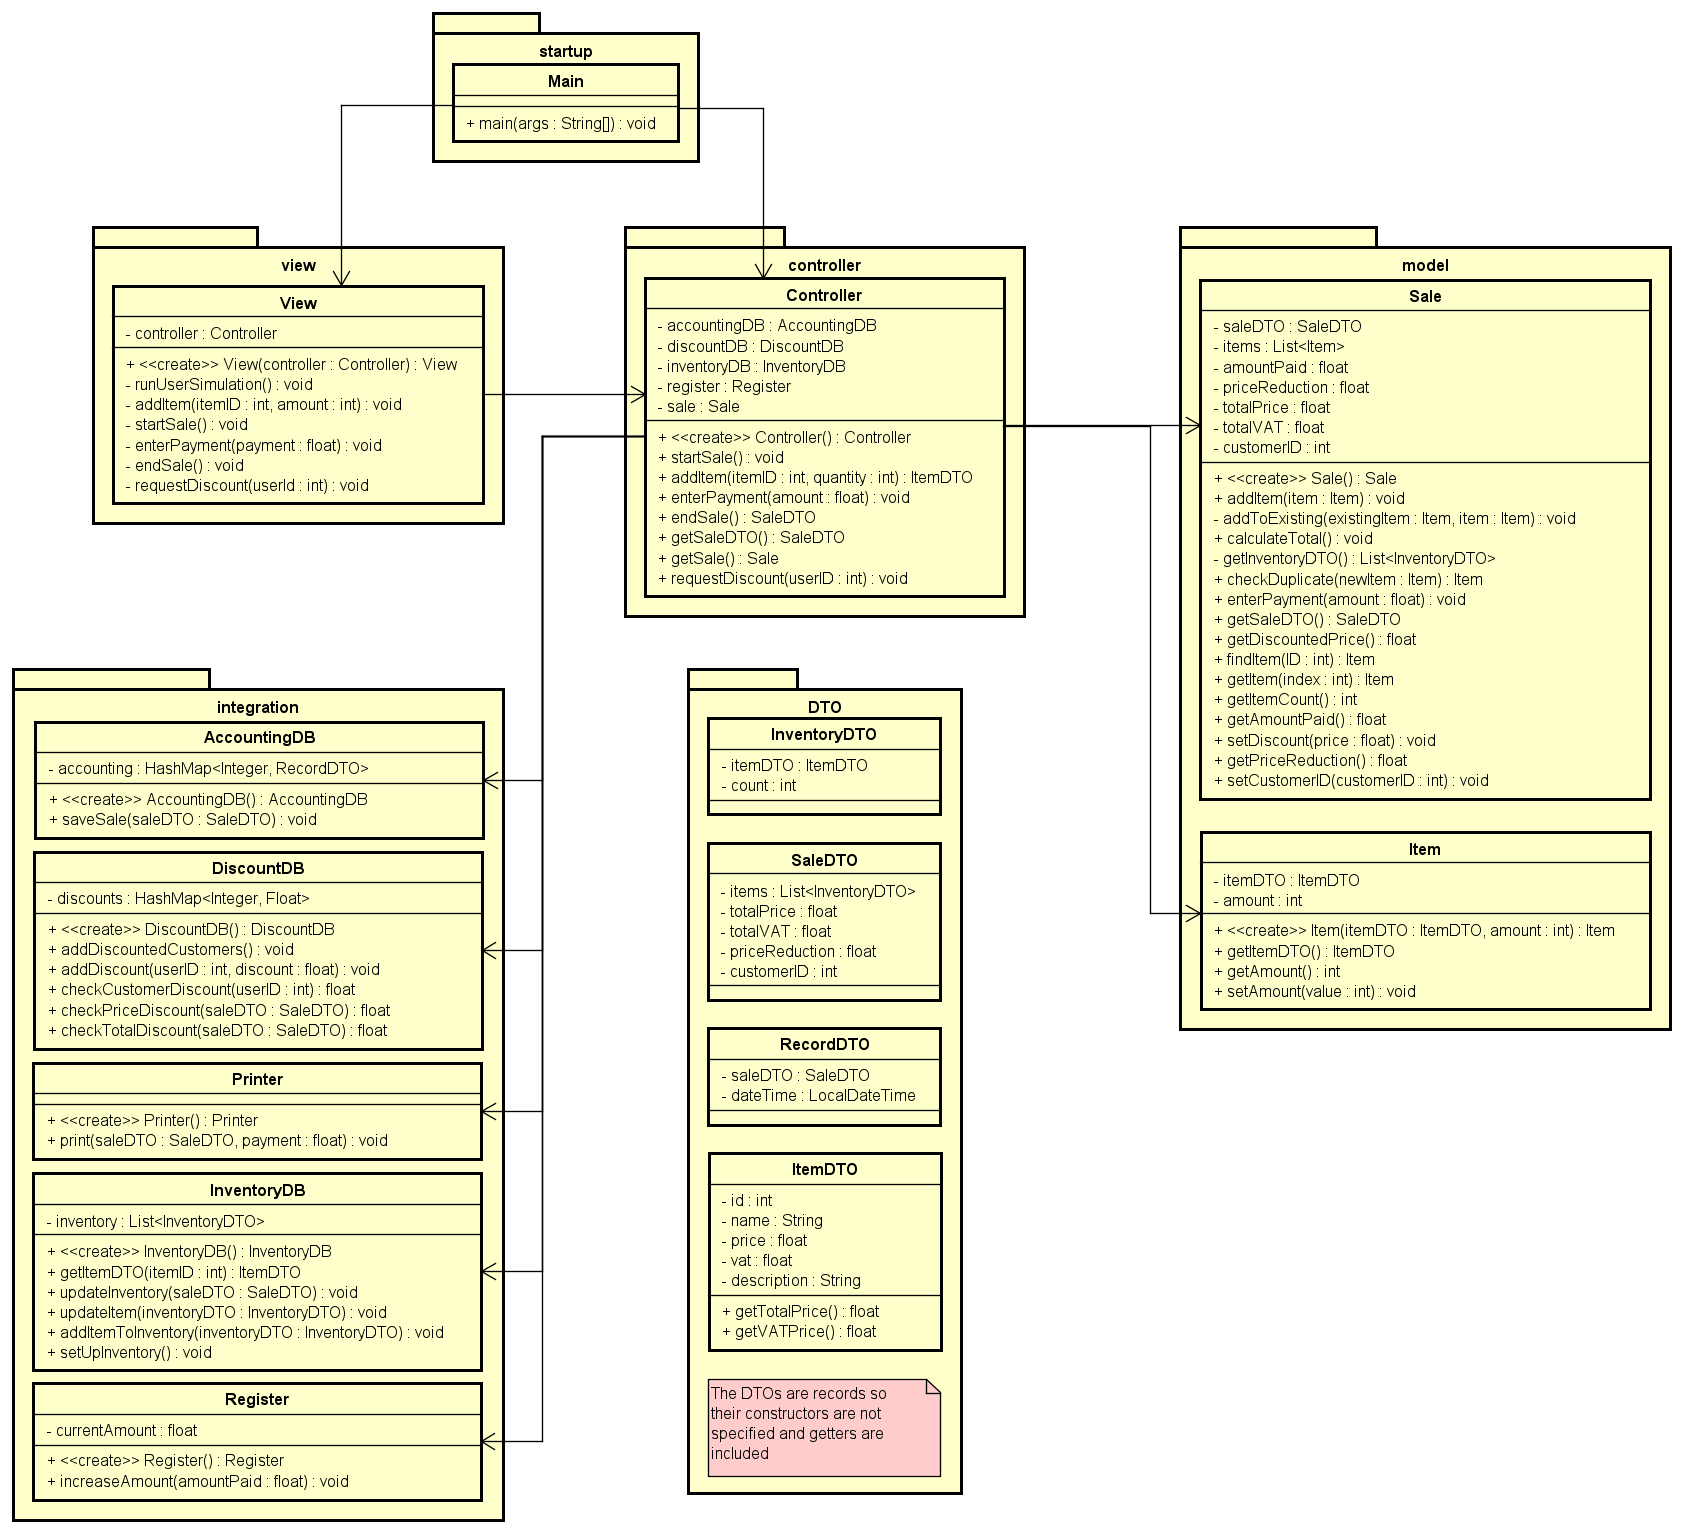 startup
Main
+ main(args : String[]) : void
view
View
- controller : Controller
+ <<create>> View(controller : Controller) : View
- runUserSimulation() : void
- addItem(itemID : int, amount : int) : void
- startSale() : void
- enterPayment(payment : float) : void
- endSale() : void
- requestDiscount(userId : int) : void
controller
Controller
- accountingDB : AccountingDB
- discountDB : DiscountDB
- inventoryDB : InventoryDB
- register : Register
- sale : Sale
+ <<create>> Controller() : Controller
+ startSale() : void
+ addItem(itemID : int, quantity : int) : ItemDTO
+ enterPayment(amount : float) : void
+ endSale() : SaleDTO
+ getSaleDTO() : SaleDTO
+ getSale() : Sale
+ requestDiscount(userID : int) : void
model
Sale
- saleDTO : SaleDTO
- items : List<Item>
- amountPaid : float
- priceReduction : float
- totalPrice : float
- totalVAT : float
- customerID : int
+ <<create>> Sale() : Sale
+ addItem(item : Item) : void
- addToExisting(existingItem : Item, item : Item) : void
+ calculateTotal() : void
- getInventoryDTO() : List<InventoryDTO>
+ checkDuplicate(newItem : Item) : Item
+ enterPayment(amount : float) : void
+ getSaleDTO() : SaleDTO
+ getDiscountedPrice() : float
+ findItem(ID : int) : Item
+ getItem(index : int) : Item
+ getItemCount() : int
+ getAmountPaid() : float
+ setDiscount(price : float) : void
+ getPriceReduction() : float
+ setCustomerID(customerID : int) : void
Item
- itemDTO : ItemDTO
- amount : int
+ <<create>> Item(itemDTO : ItemDTO, amount : int) : Item
+ getItemDTO() : ItemDTO
+ getAmount() : int
+ setAmount(value : int) : void
integration
AccountingDB
- accounting : HashMap<Integer, RecordDTO>
+ <<create>> AccountingDB() : AccountingDB
+ saveSale(saleDTO : SaleDTO) : void
DiscountDB
- discounts : HashMap<Integer, Float>
+ <<create>> DiscountDB() : DiscountDB
+ addDiscountedCustomers() : void
+ addDiscount(userID : int, discount : float) : void
+ checkCustomerDiscount(userID : int) : float
+ checkPriceDiscount(saleDTO : SaleDTO) : float
+ checkTotalDiscount(saleDTO : SaleDTO) : float
Printer
+ <<create>> Printer() : Printer
+ print(saleDTO : SaleDTO, payment : float) : void
InventoryDB
- inventory : List<InventoryDTO>
+ <<create>> InventoryDB() : InventoryDB
+ getItemDTO(itemID : int) : ItemDTO
+ updateInventory(saleDTO : SaleDTO) : void
+ updateItem(inventoryDTO : InventoryDTO) : void
+ addItemToInventory(inventoryDTO : InventoryDTO) : void
+ setUpInventory() : void
Register
- currentAmount : float
+ <<create>> Register() : Register
+ increaseAmount(amountPaid : float) : void
DTO
InventoryDTO
- itemDTO : ItemDTO
- count : int
SaleDTO
- items : List<InventoryDTO>
- totalPrice : float
- totalVAT : float
- priceReduction : float
- customerID : int
RecordDTO
- saleDTO : SaleDTO
- dateTime : LocalDateTime
ItemDTO
- id : int
- name : String
- price : float
- vat : float
- description : String
+ getTotalPrice() : float
+ getVATPrice() : float
The DTOs are records so
their constructors are not
specified and getters are
included